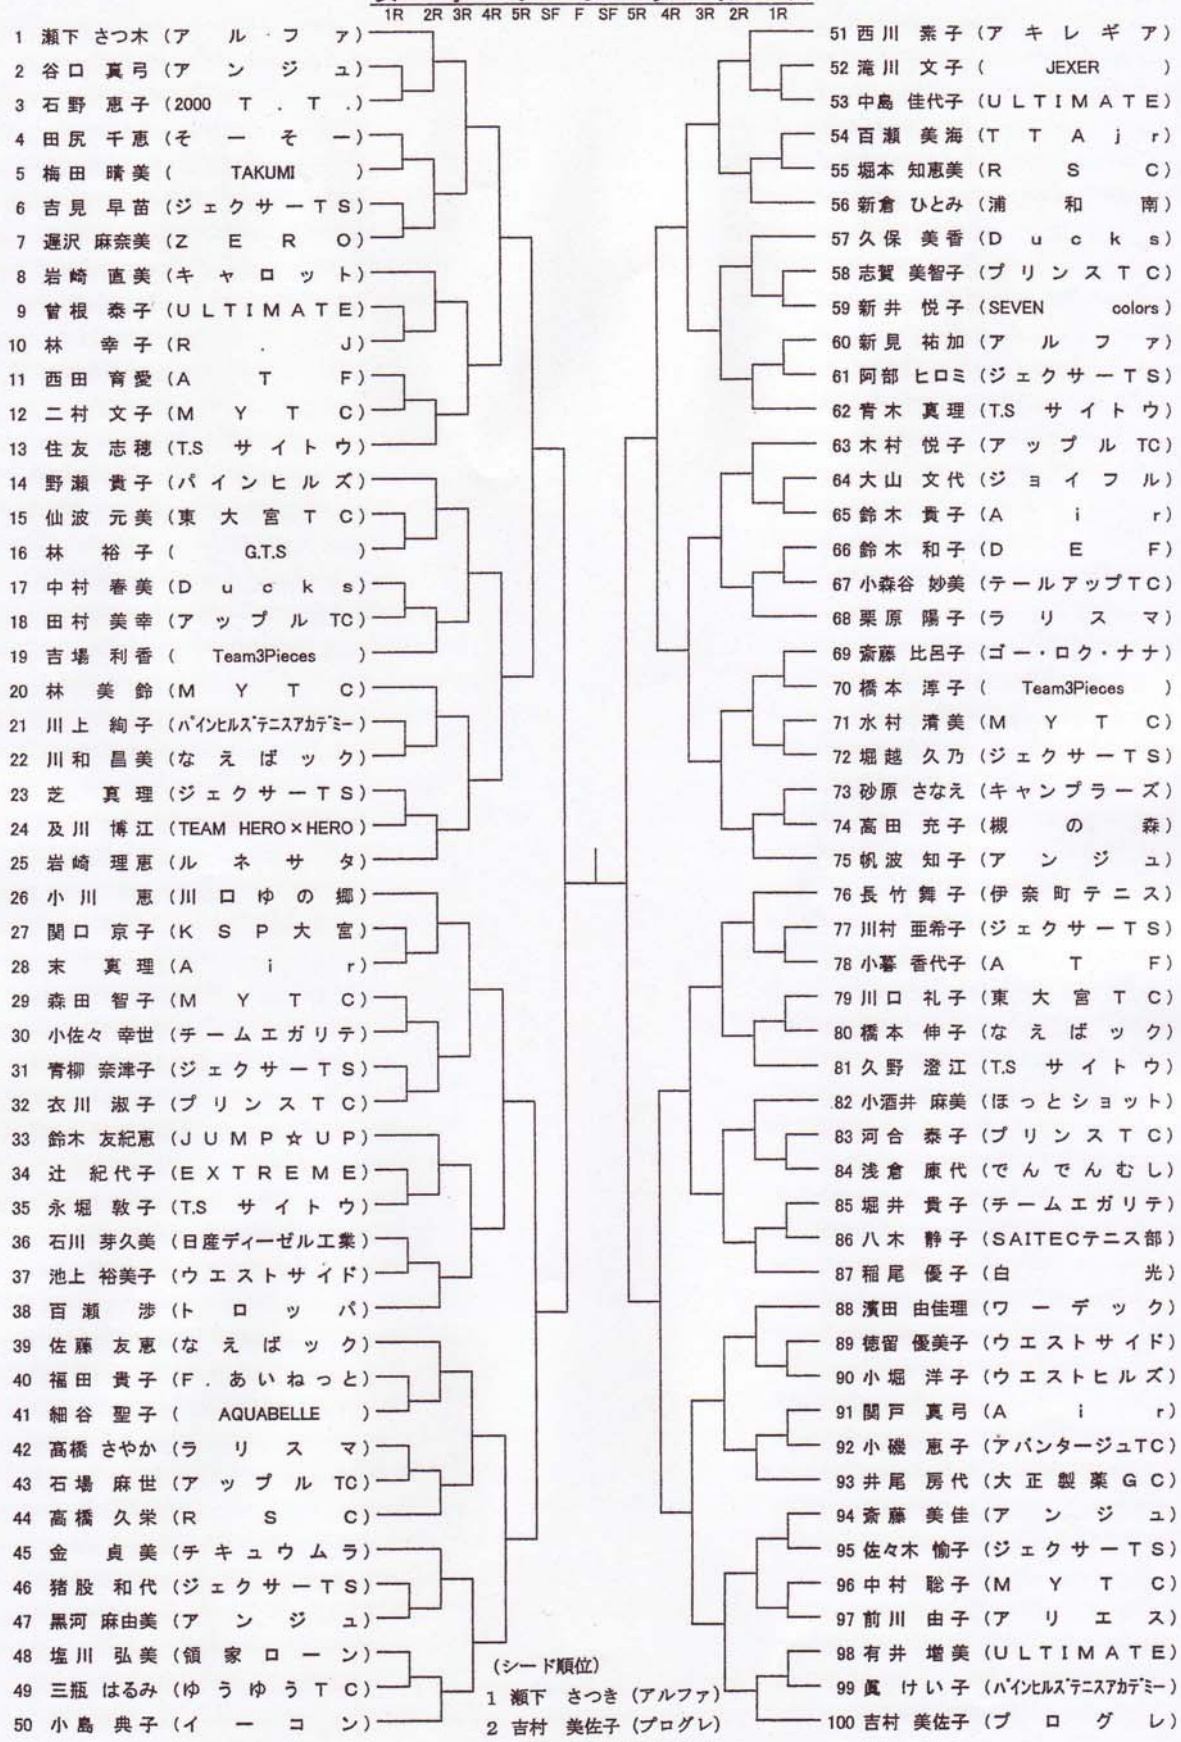 1R 2R 3R 4R 5R SF F SF 5R 4R 3R 2R 1R
1 瀬下 さつ木 (アルファ)
2 谷口 真弓 (アンジュ)
3 石野 恵子 (2000 T.T.)
4 田尻 千恵 (そーそー)
5 梅田 晴美 (TAKUMI)
6 吉見 早苗 (ジェクサーTS)
7 遅沢 麻奈美 (ZERO)
8 岩崎 直美 (キャロット)
9 曽根 泰子 (ULTIMATE)
10 林 幸子 (R.J)
11 西田 育愛 (ATF)
12 二村 文子 (MYTC)
13 住友 志穂 (T.S サイトウ)
14 野瀬 貴子 (パインヒルズ)
15 仙波 元美 (東大宮TC)
16 林 裕子 (G.T.S)
17 中村 春美 (Ducks)
18 田村 美幸 (アップルTC)
19 吉場 利香 (Team3Pieces)
20 林 美鈴 (MYTC)
21 川上 絢子 (パインヒルズテニスアカデミー)
22 川和 昌美 (なえばック)
23 芝 真理 (ジェクサーTS)
24 及川 博江 (TEAM HERO×HERO)
25 岩崎 理恵 (ルネサタ)
26 小川 恵 (川口ゆの郷)
27 関口 京子 (KSP大宮)
28 末 真理 (Air)
29 森田 智子 (MYTC)
30 小佐々 幸世 (チームエガリテ)
31 青柳 奈津子 (ジェクサーTS)
32 衣川 淑子 (プリンスTC)
33 鈴木 友紀恵 (JUMP☆UP)
34 辻 紀代子 (EXTREME)
35 永堀 敦子 (T.S サイトウ)
36 石川 芽久美 (日産ディーゼル工業)
37 池上 裕美子 (ウエストサイド)
38 百瀬 渉 (トロッパ)
39 佐藤 友恵 (なえばック)
40 福田 貴子 (F.あいねっと)
41 細谷 聖子 (AQUABELLE)
42 高橋 さやか (ラリスマ)
43 石場 麻世 (アップルTC)
44 高橋 久栄 (RSC)
45 金 貞美 (チキュウムラ)
46 猪股 和代 (ジェクサーTS)
47 黒河 麻由美 (アンジュ)
48 塩川 弘美 (領家ローン)
49 三瓶 はるみ (ゆうゆうTC)
50 小島 典子 (イーコン)
51 西川 素子 (アキレギア)
52 滝川 文子 (JEXER)
53 中島 佳代子 (ULTIMATE)
54 百瀬 美海 (TTAjr)
55 堀本 知恵美 (RSC)
56 新倉 ひとみ (浦和南)
57 久保 美香 (Ducks)
58 志賀 美智子 (プリンスTC)
59 新井 悦子 (SEVEN colors)
60 新見 祐加 (アルファ)
61 阿部 ヒロミ (ジェクサーTS)
62 青木 真理 (T.S サイトウ)
63 木村 悦子 (アップルTC)
64 大山 文代 (ジョイフル)
65 鈴木 貴子 (Air)
66 鈴木 和子 (DEF)
67 小森谷 妙美 (テールアップTC)
68 栗原 陽子 (ラリスマ)
69 斎藤 比呂子 (ゴー・ロク・ナナ)
70 橋本 淳子 (Team3Pieces)
71 水村 清美 (MYTC)
72 堀越 久乃 (ジェクサーTS)
73 砂原 さなえ (キャンプラーズ)
74 高田 充子 (槻の森)
75 帆波 知子 (アンジュ)
76 長竹 舞子 (伊奈町テニス)
77 川村 亜希子 (ジェクサーTS)
78 小暮 香代子 (ATF)
79 川口 礼子 (東大宮TC)
80 橋本 伸子 (なえばック)
81 久野 澄江 (T.S サイトウ)
82 小酒井 麻美 (ほっとショット)
83 河合 泰子 (プリンスTC)
84 浅倉 康代 (でんでんむし)
85 堀井 貴子 (チームエガリテ)
86 八木 静子 (SAITECテニス部)
87 稲尾 優子 (白光)
88 濱田 由佳理 (ワーデック)
89 徳留 優美子 (ウエストサイド)
90 小堀 洋子 (ウエストヒルズ)
91 関戸 真弓 (Air)
92 小磯 恵子 (アバンタージュTC)
93 井尾 房代 (大正製薬GC)
94 斎藤 美佳 (アンジュ)
95 佐々木 愉子 (ジェクサーTS)
96 中村 聡子 (MYTC)
97 前川 由子 (アリエス)
98 有井 増美 (ULTIMATE)
99 眞 けい子 (パインヒルズテニスアカデミー)
100 吉村 美佐子 (プログレ)
(シード順位)
1 瀬下 さつき (アルファ)
2 吉村 美佐子 (プログレ)